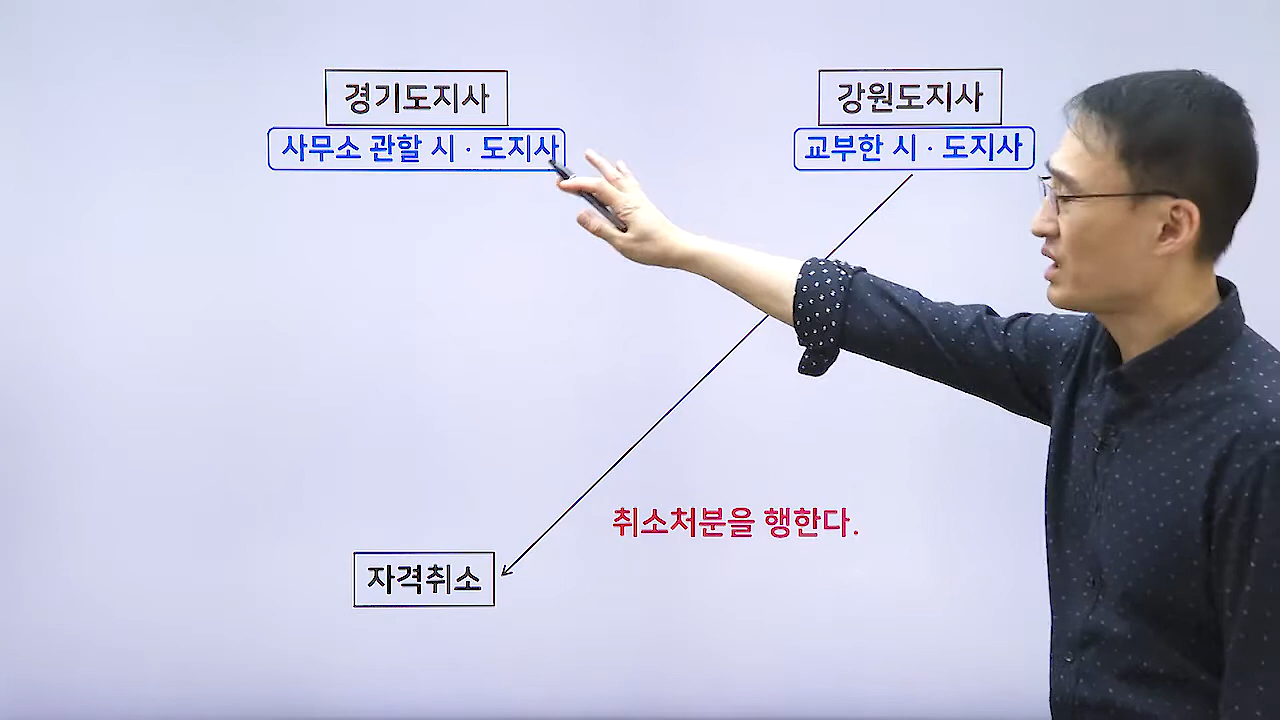 경기도지사
사무소 관할 시 · 도지사
강원도지사
교부한 시 · 도지사
취소처분을 행한다.
자격취소